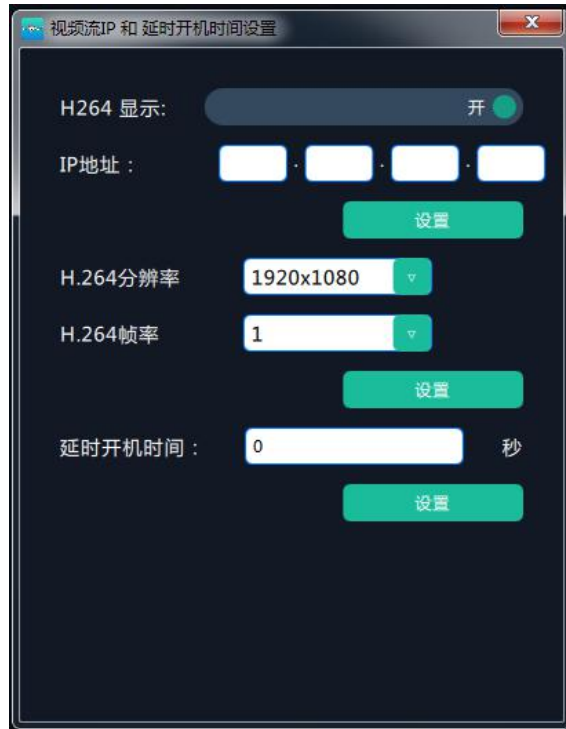 视频流IP 和 延时开机时间设置
H264 显示: 开
IP地址： . . .
设置
H.264分辨率 1920x1080
H.264帧率 1
设置
延时开机时间： 0 秒
设置